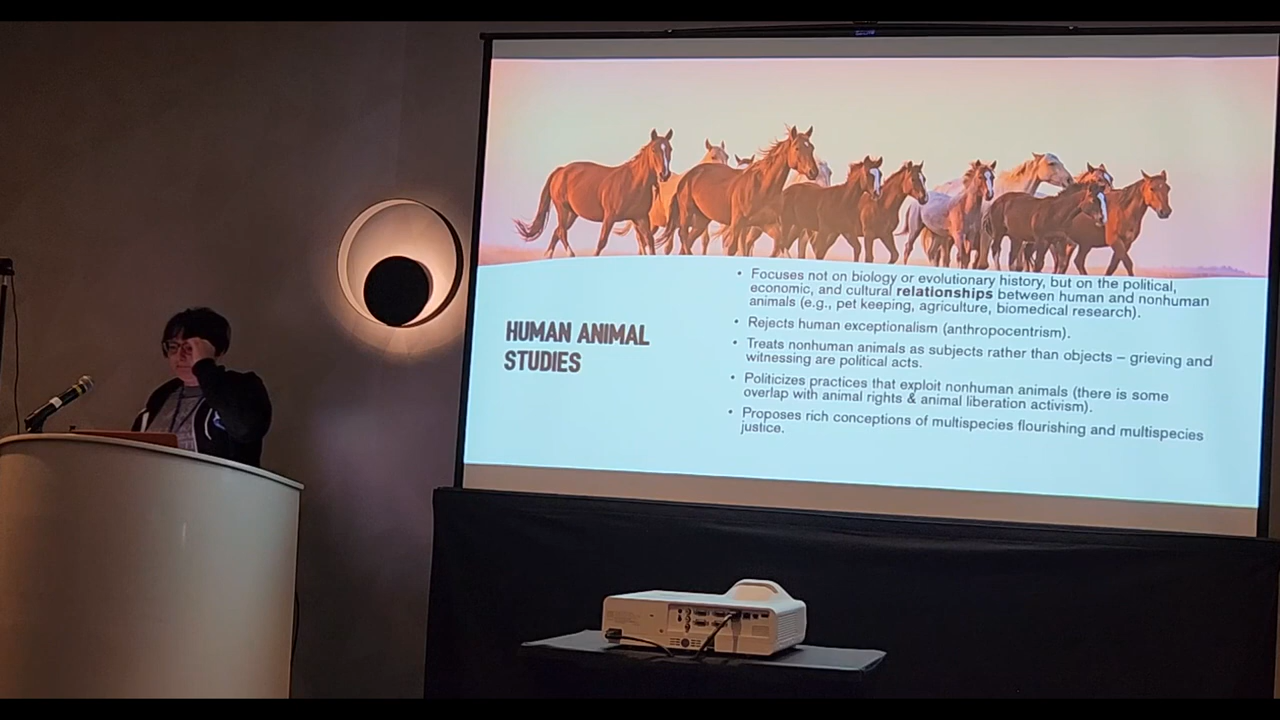 HUMAN ANIMAL
STUDIES
• Focuses not on biology or evolutionary history, but on the political,
economic, and cultural relationships between human and nonhuman
animals (e.g., pet keeping, agriculture, biomedical research).
• Rejects human exceptionalism (anthropocentrism).
• Treats nonhuman animals as subjects rather than objects – grieving and
witnessing are political acts.
• Politicizes practices that exploit nonhuman animals (there is some
overlap with animal rights & animal liberation activism).
• Proposes rich conceptions of multispecies flourishing and multispecies
justice.